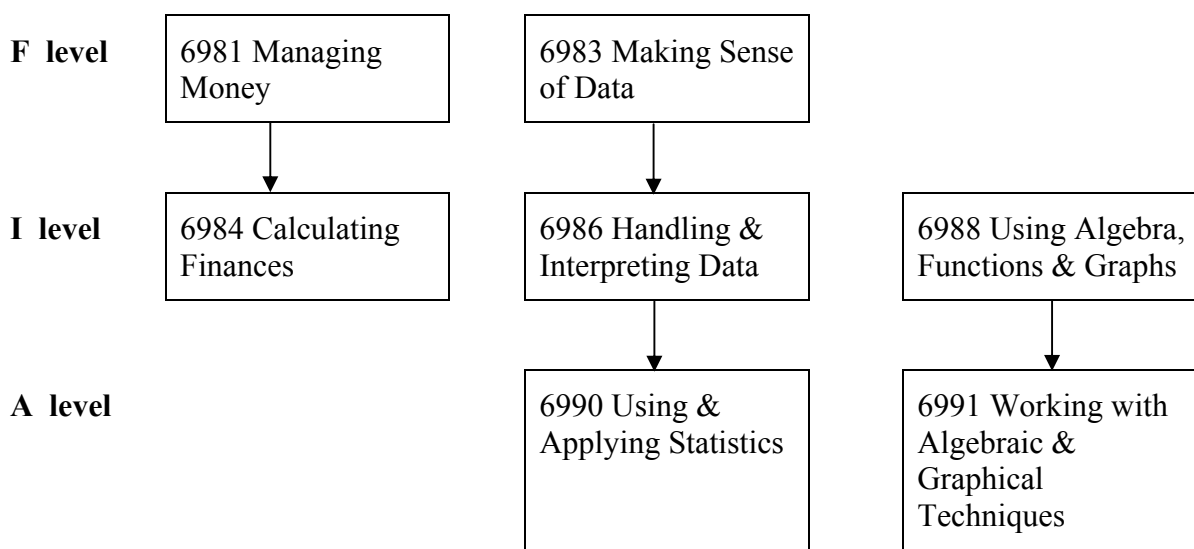 F level
6981 Managing
Money
6983 Making Sense
of Data
I level
6984 Calculating
Finances
6986 Handling &
Interpreting Data
6988 Using Algebra,
Functions & Graphs
A level
6990 Using &
Applying Statistics
6991 Working with
Algebraic &
Graphical
Techniques